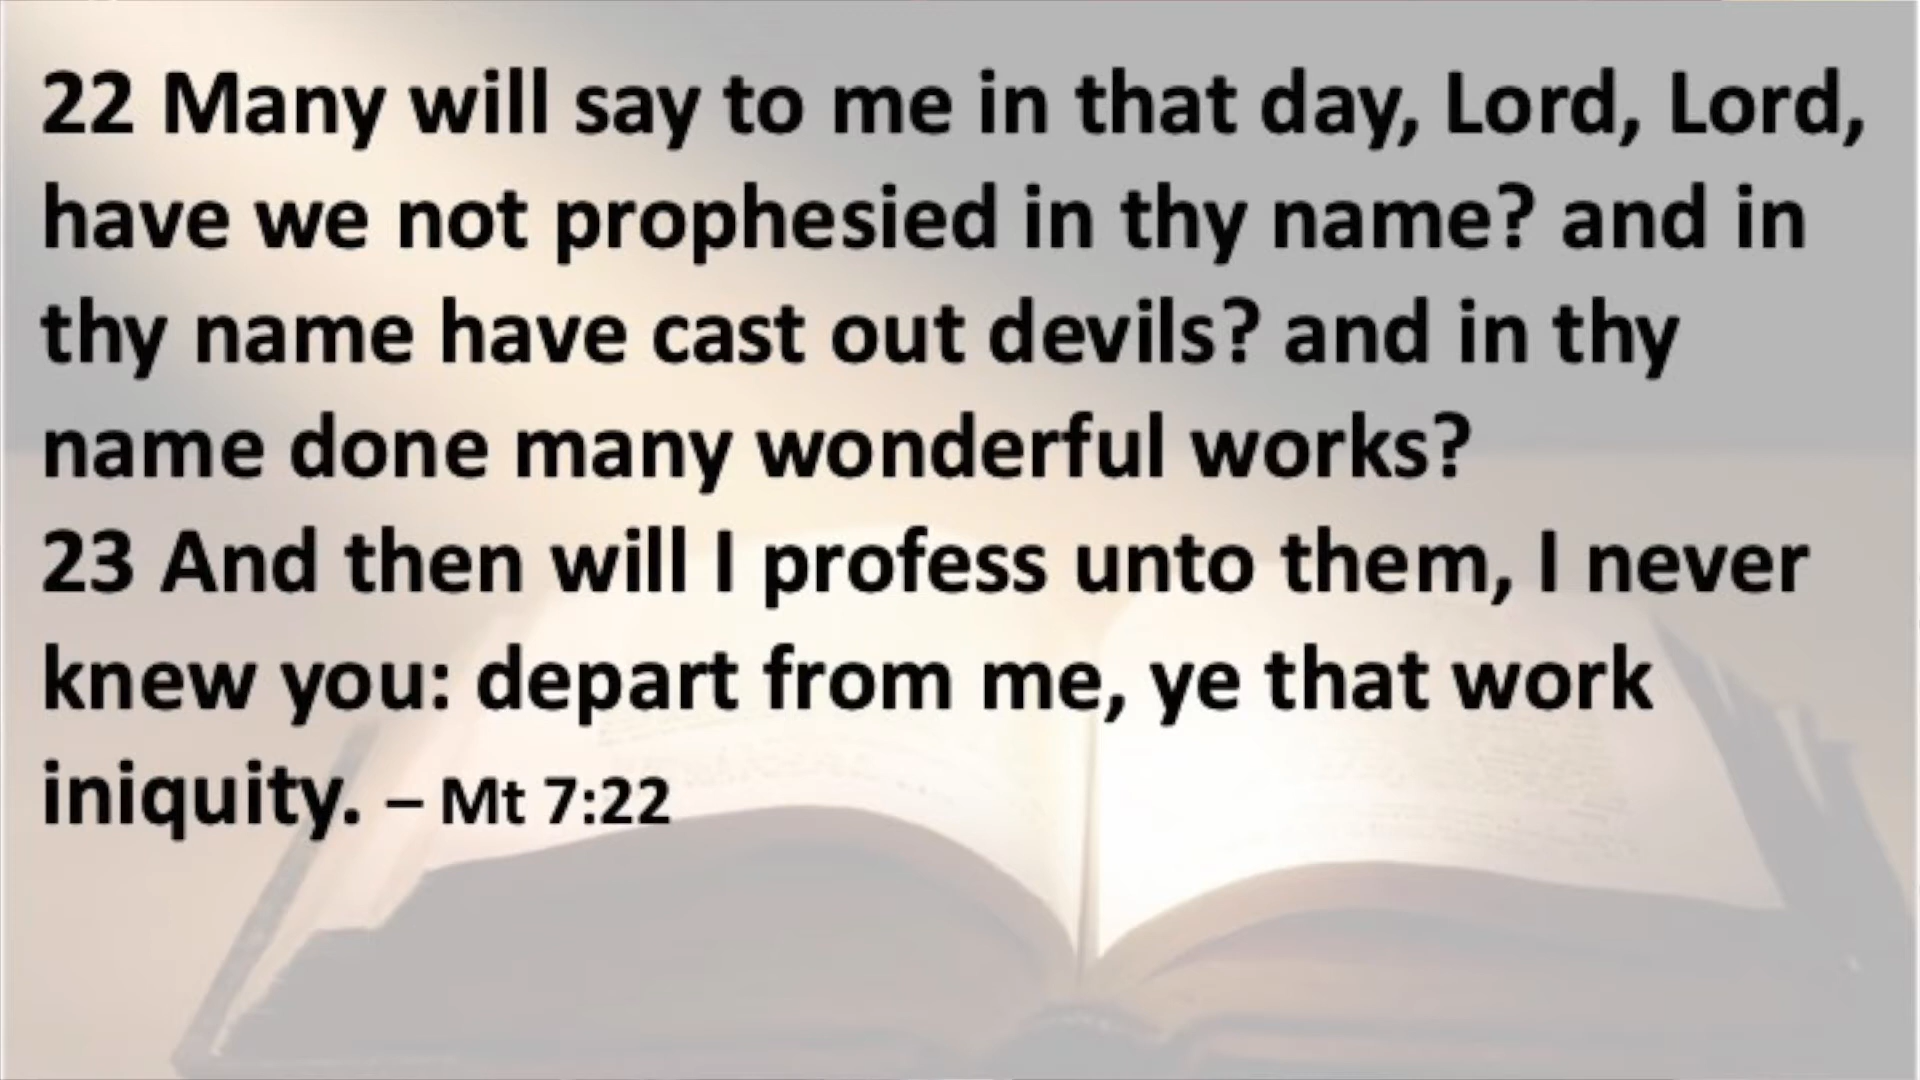 22 Many will say to me in that day, Lord, Lord,
have we not prophesied in thy name? and in
thy name have cast out devils? and in thy
name done many wonderful works?
23 And then will I profess unto them, I never
knew you: depart from me, ye that work
iniquity. – Mt 7:22